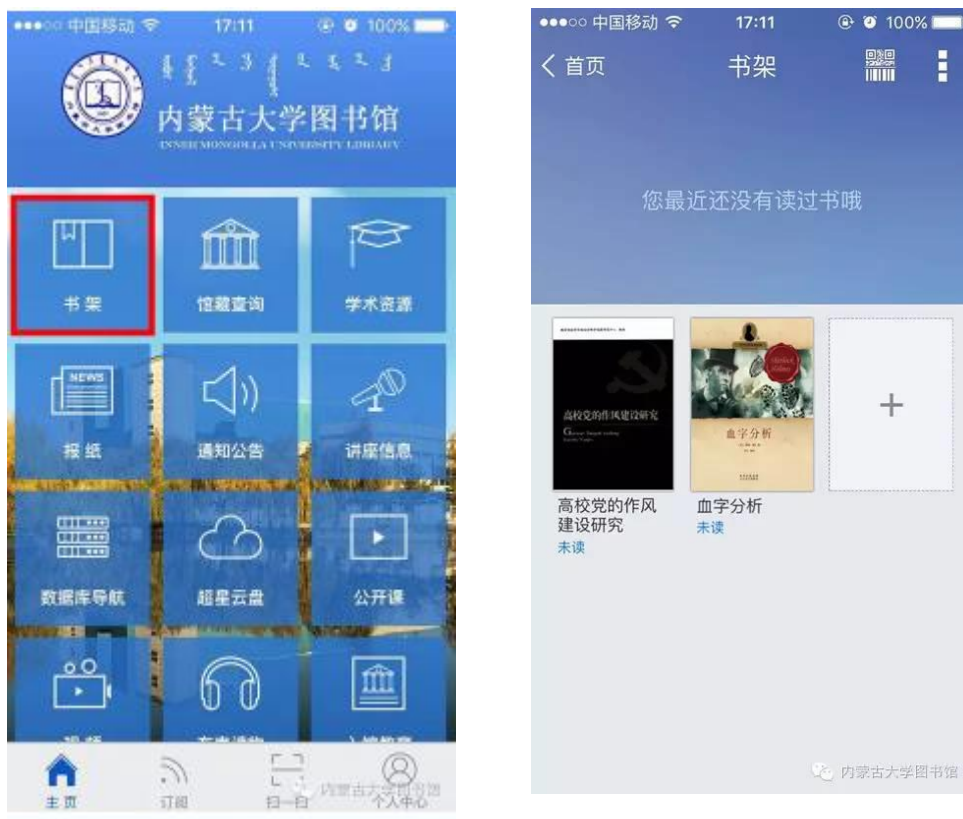 中国移动
17:11
100%
内蒙古大学图书馆
INNER MONGOLLA UNIVERSITY LIBRARY
书架
馆藏查询
学术资源
NEWS
报纸
通知公告
讲座信息
数据库导航
超星云盘
公开课
主页
订阅
扫一扫
个人中心
内蒙古大学图书馆
中国移动
17:11
100%
首页
书架
您最近还没有读过书哦
高校党的作风建设研究
血字分析
高校党的作风
建设研究
未读
血字分析
未读
内蒙古大学图书馆